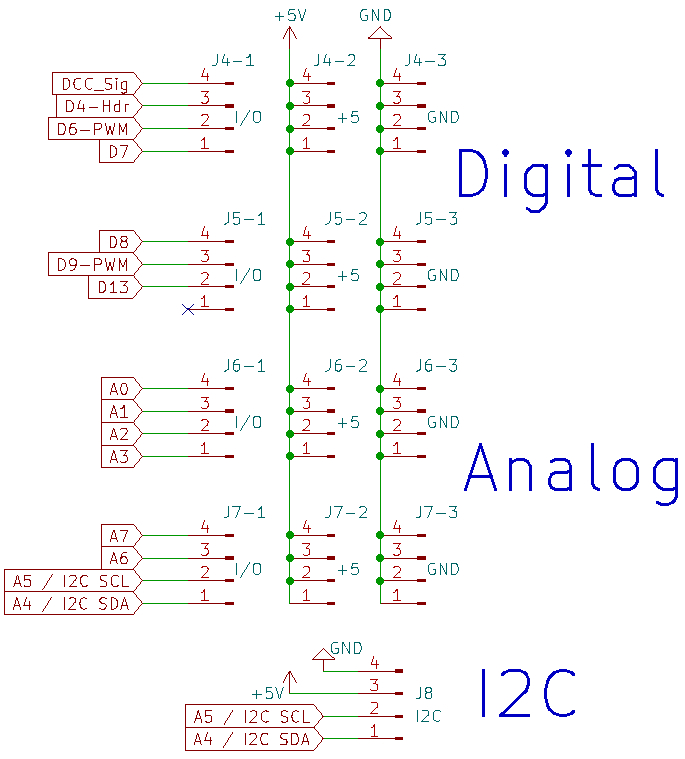 +5V GND
J4-1 J4-2 J4-3
DCC_Sig 4 4 4
D4-Hdr 3 3 3
I/O +5 GND
D6-PWM 2 2 2
D7 1 1 1
Digital
J5-1 J5-2 J5-3
D8 4 4 4
D9-PWM 3 3 3
I/O +5 GND
D13 2 2 2
1 1 1
J6-1 J6-2 J6-3
A0 4 4 4
A1 3 3 3
I/O +5 GND
A2 2 2 2
A3 1 1 1
Analog
J7-1 J7-2 J7-3
A7 4 4 4
A6 3 3 3
I/O +5 GND
A5 / I2C SCL 2 2 2
A4 / I2C SDA 1 1 1
GND
4
+5V 3 J8
I2C
A5 / I2C SCL 2 I2C
A4 / I2C SDA 1